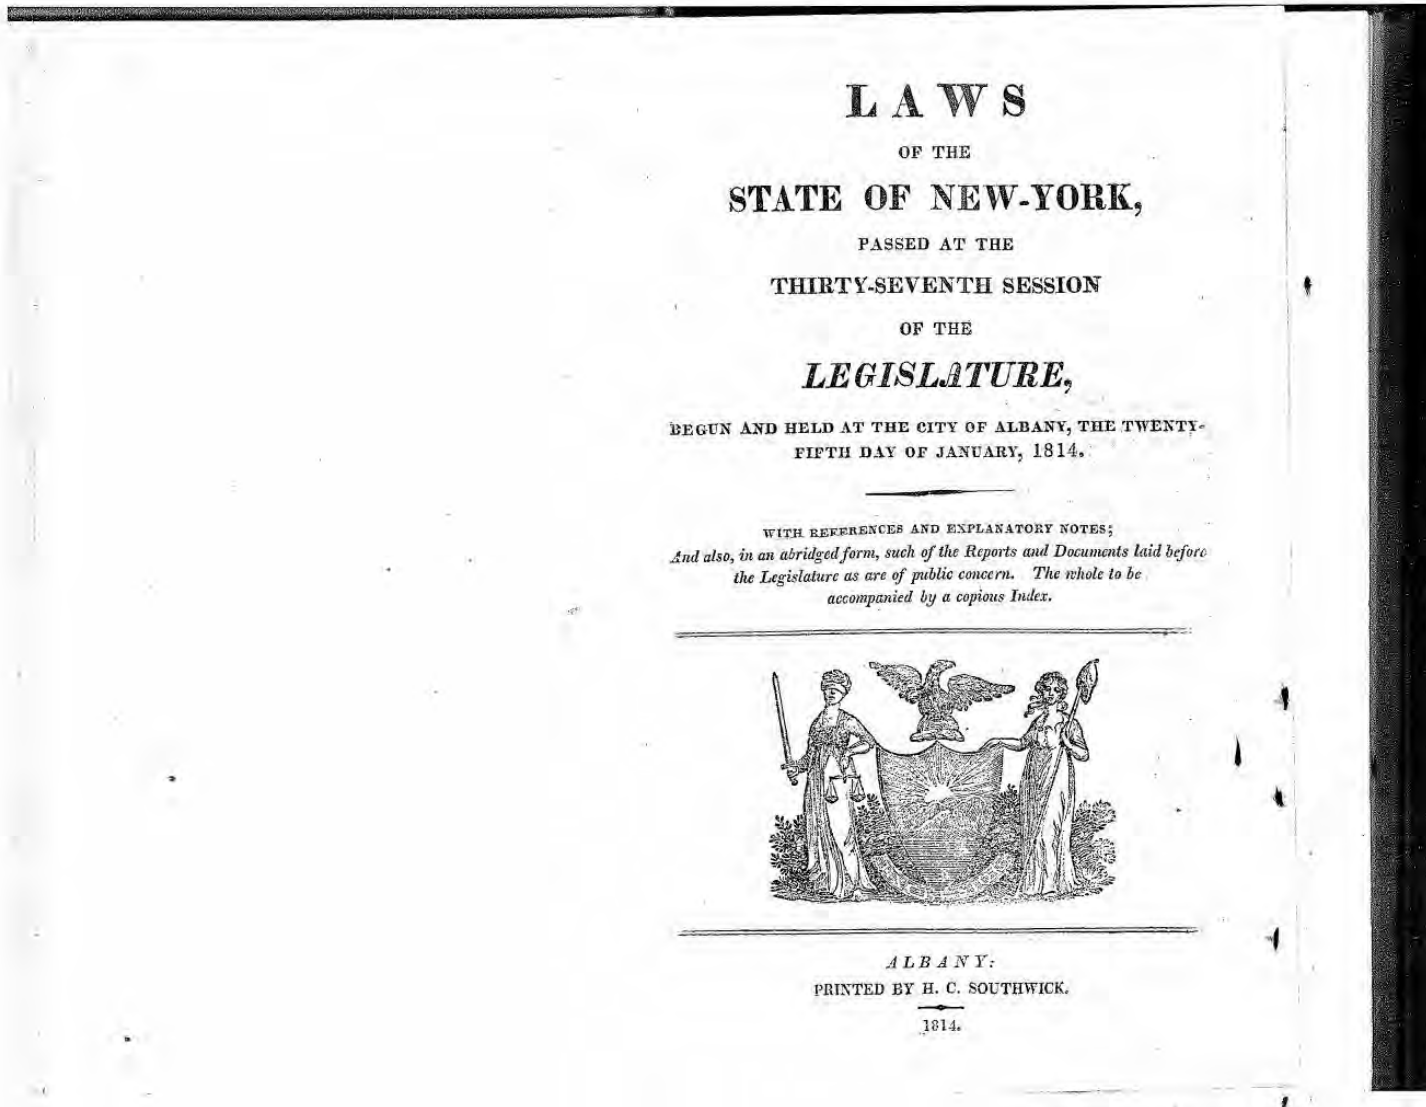 LAWS
OF THE
STATE OF NEW-YORK,
PASSED AT THE
THIRTY-SEVENTH SESSION
OF THE
LEGISLATURE,
BEGUN AND HELD AT THE CITY OF ALBANY, THE TWENTY-
FIFTH DAY OF JANUARY, 1814.
WITH REFERENCES AND EXPLANATORY NOTES;
And also, in an abridged form, such of the Reports and Documents laid before
the Legislature as are of public concern. The whole to be
accompanied by a copious Index.
ALBANY:
PRINTED BY H. C. SOUTHWICK.
1814.